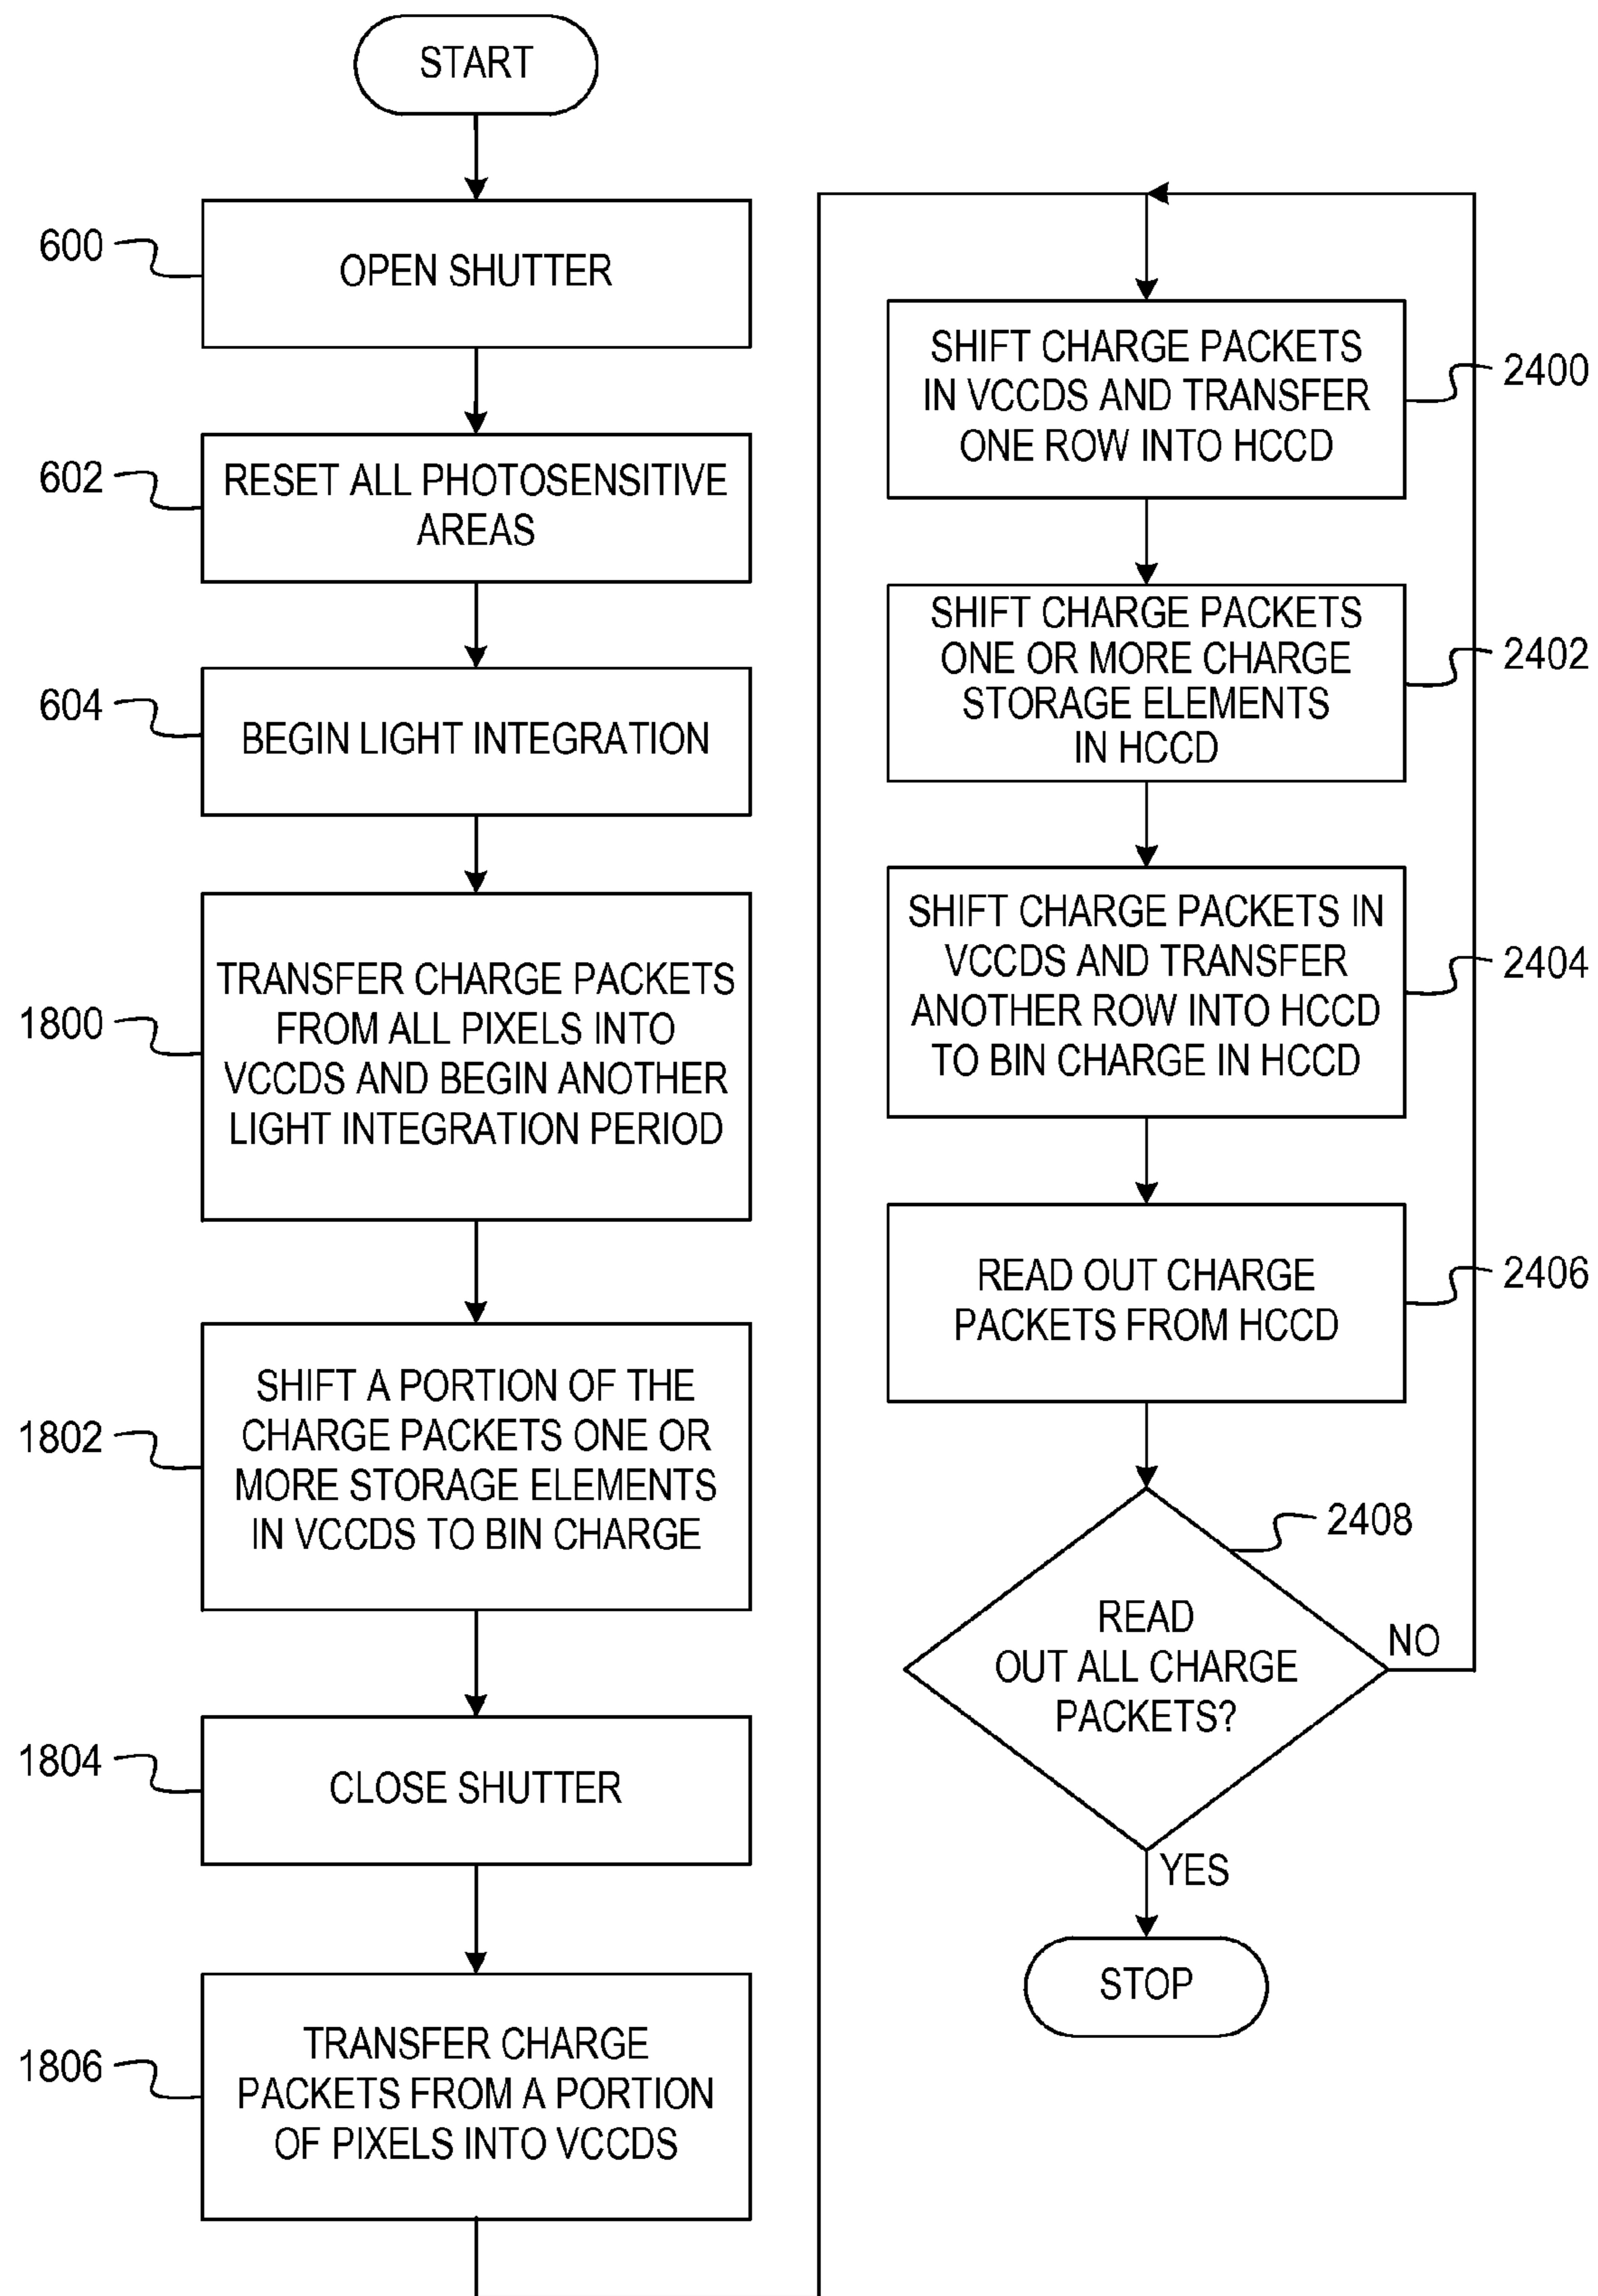 START
600
OPEN SHUTTER
602
RESET ALL PHOTOSENSITIVE
AREAS
604
BEGIN LIGHT INTEGRATION
1800
TRANSFER CHARGE PACKETS
FROM ALL PIXELS INTO
VCCDS AND BEGIN ANOTHER
LIGHT INTEGRATION PERIOD
1802
SHIFT A PORTION OF THE
CHARGE PACKETS ONE OR
MORE STORAGE ELEMENTS
IN VCCDS TO BIN CHARGE
1804
CLOSE SHUTTER
1806
TRANSFER CHARGE
PACKETS FROM A PORTION
OF PIXELS INTO VCCDS
SHIFT CHARGE PACKETS
IN VCCDS AND TRANSFER
ONE ROW INTO HCCD
2400
SHIFT CHARGE PACKETS
ONE OR MORE CHARGE
STORAGE ELEMENTS
IN HCCD
2402
SHIFT CHARGE PACKETS IN
VCCDS AND TRANSFER
ANOTHER ROW INTO HCCD
TO BIN CHARGE IN HCCD
2404
READ OUT CHARGE
PACKETS FROM HCCD
2406
2408
READ
OUT ALL CHARGE
PACKETS?
NO
YES
STOP